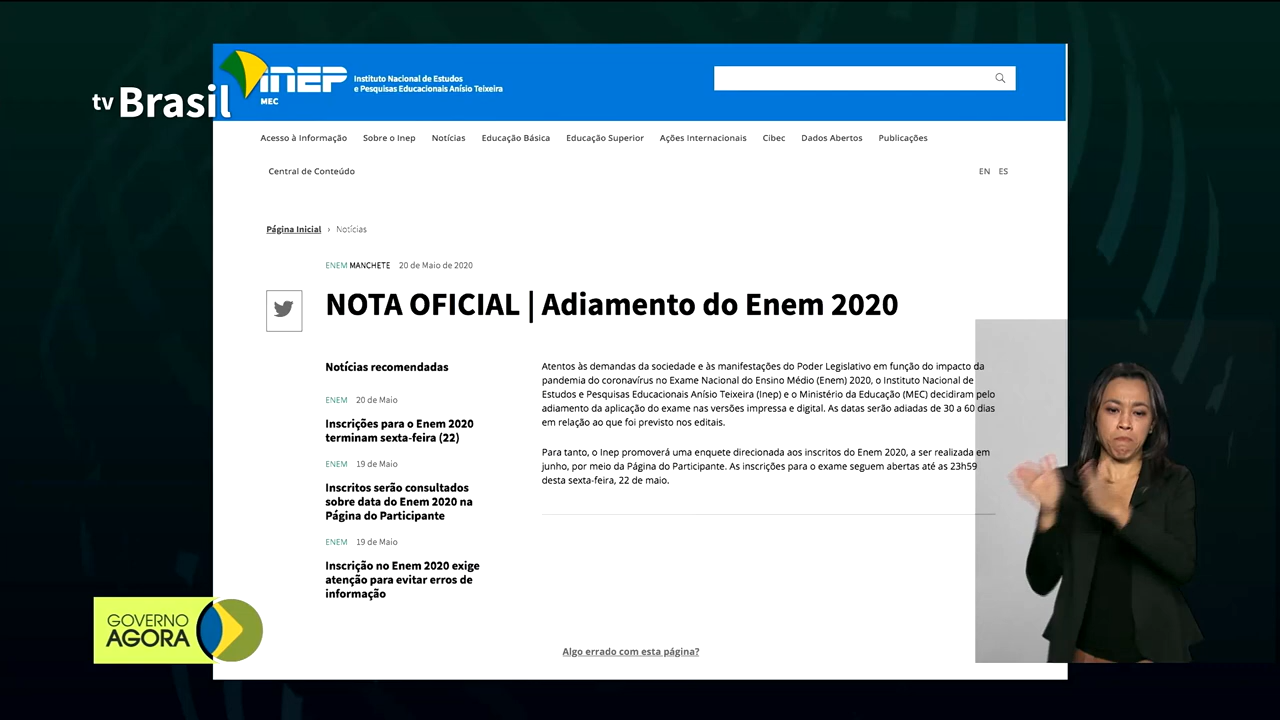 tv Brasil
INEP
MEC
Instituto Nacional de Estudos
e Pesquisas Educacionais Anísio Teixeira
Acesso à Informação Sobre o Inep Notícias Educação Básica Educação Superior Ações Internacionais Cibec Dados Abertos Publicações
Central de Conteúdo EN ES
Página Inicial › Notícias
ENEM MANCHETE 20 de Maio de 2020
NOTA OFICIAL | Adiamento do Enem 2020
Notícias recomendadas
ENEM 20 de Maio
Inscrições para o Enem 2020
terminam sexta-feira (22)
ENEM 19 de Maio
Inscritos serão consultados
sobre data do Enem 2020 na
Página do Participante
ENEM 19 de Maio
Inscrição no Enem 2020 exige
atenção para evitar erros de
informação
Atentos às demandas da sociedade e às manifestações do Poder Legislativo em função do impacto da
pandemia do coronavírus no Exame Nacional do Ensino Médio (Enem) 2020, o Instituto Nacional de
Estudos e Pesquisas Educacionais Anísio Teixeira (Inep) e o Ministério da Educação (MEC) decidiram pelo
adiamento da aplicação do exame nas versões impressa e digital. As datas serão adiadas de 30 a 60 dias
em relação ao que foi previsto nos editais.
Para tanto, o Inep promoverá uma enquete direcionada aos inscritos do Enem 2020, a ser realizada em
junho, por meio da Página do Participante. As inscrições para o exame seguem abertas até as 23h59
desta sexta-feira, 22 de maio.
Algo errado com esta página?
GOVERNO
AGORA